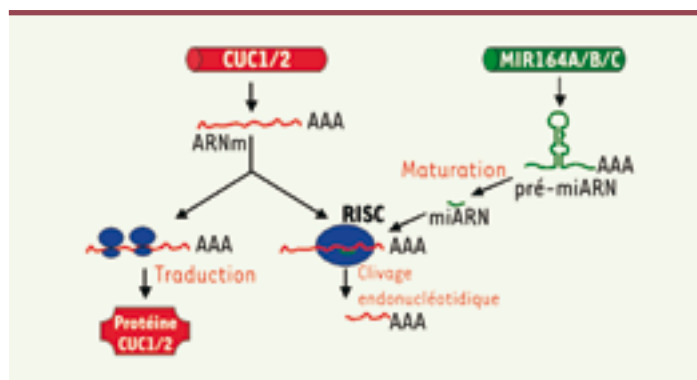 CUC1/2
MIR164A/B/C
AAA
ARNm
AAA
pré-miARN
Maturation
miARN
RISC
AAA
AAA
Traduction
Clivage
endonucléotidique
AAA
Protéine
CUC1/2